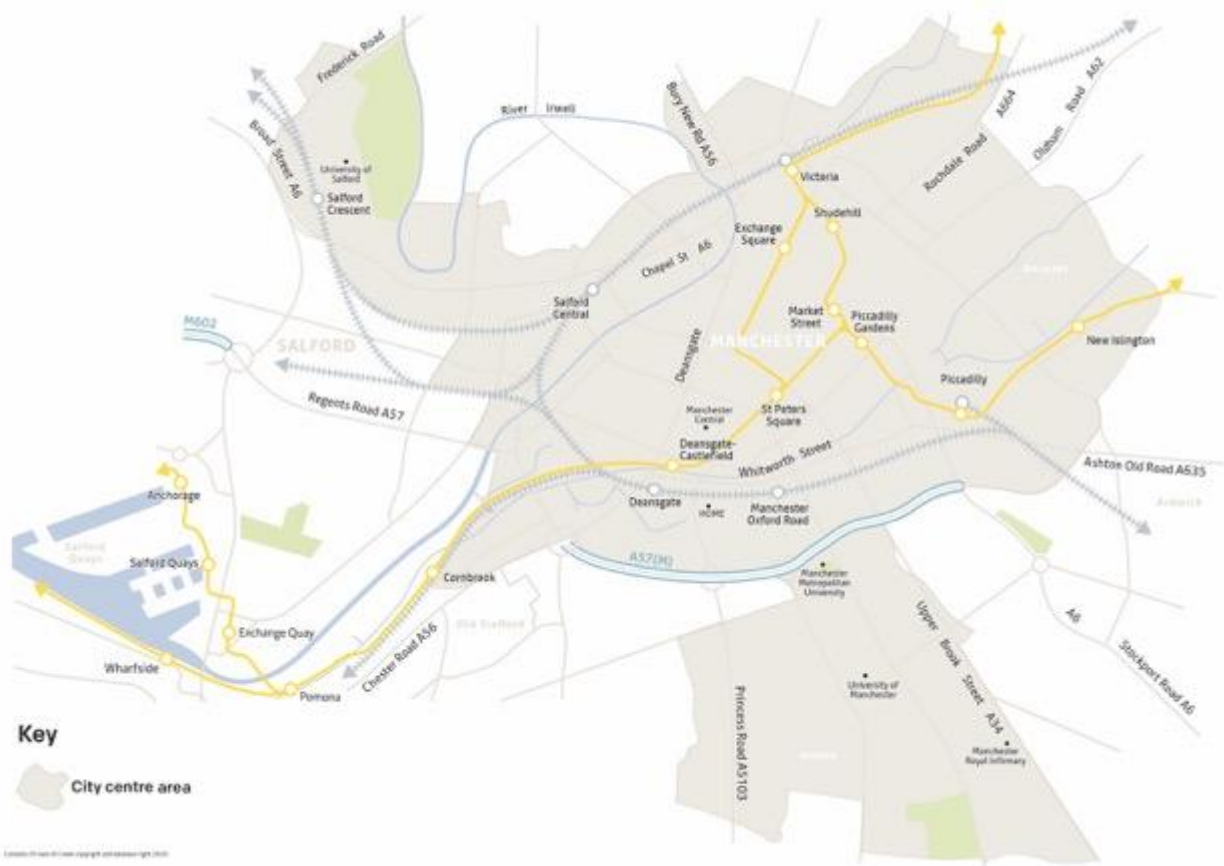 Frederick Road
Broad Street A6
University of
Salford
Salford
Crescent
River Irwell
Bury New Rd A56
A664
Rochdale Road
Oldham Road A62
Victoria
Shudehill
Exchange
Square
Chapel St A6
Salford
Central
Market
Street
Piccadilly
Gardens
New Islington
M602
SALFORD
MANCHESTER
Deansgate
Piccadilly
Regents Road A57
Manchester
Central
St Peters
Square
Deansgate-
Castlefield
Whitworth Street
Ashton Old Road A635
Ardwick
Anchorage
Deansgate
HOME
Manchester
Oxford Road
Salford
Quays
Salford Quays
A57(M)
Cornbrook
Manchester
Metropolitan
University
Old Trafford
Exchange Quay
A6
Upper Brook Street A34
Stockport Road A6
Wharfside
Chester Road A56
Pomona
University of
Manchester
Princess Road A5103
Manchester
Royal Infirmary
Key
City centre area